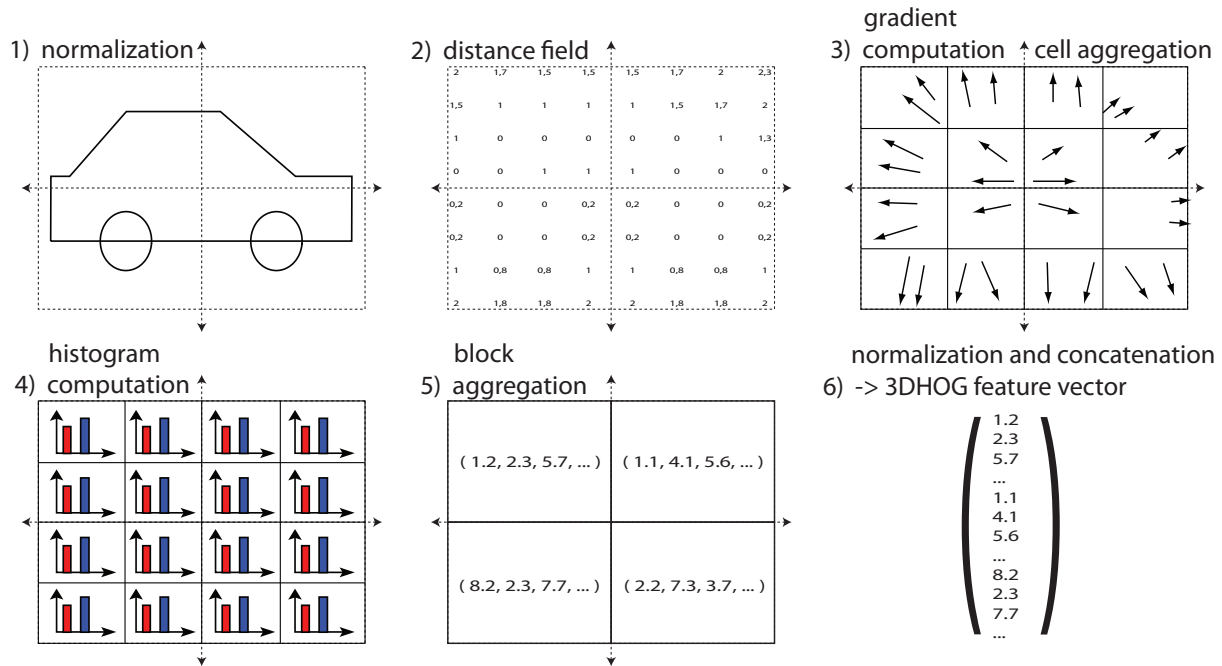 1) normalization
2) distance field
2 1,7 1,5 1,5 1,5 1,7 2 2,3
1,5 1 1 1 1 1,5 1,7 2
1 0 0 0 0 0 1 1,3
0 0 1 1 1 0 0 0
0,2 0 0 0,2 0,2 0 0 0,2
0,2 0 0 0,2 0,2 0 0 0,2
1 0,8 0,8 1 1 0,8 0,8 1
2 1,8 1,8 2 2 1,8 1,8 2
gradient
3) computation cell aggregation
histogram
4) computation
block
5) aggregation
( 1.2, 2.3, 5.7, ... ) ( 1.1, 4.1, 5.6, ... )
( 8.2, 2.3, 7.7, ... ) ( 2.2, 7.3, 3.7, ... )
normalization and concatenation
6) -> 3DHOG feature vector
1.2
2.3
5.7
...
1.1
4.1
5.6
...
8.2
2.3
7.7
...